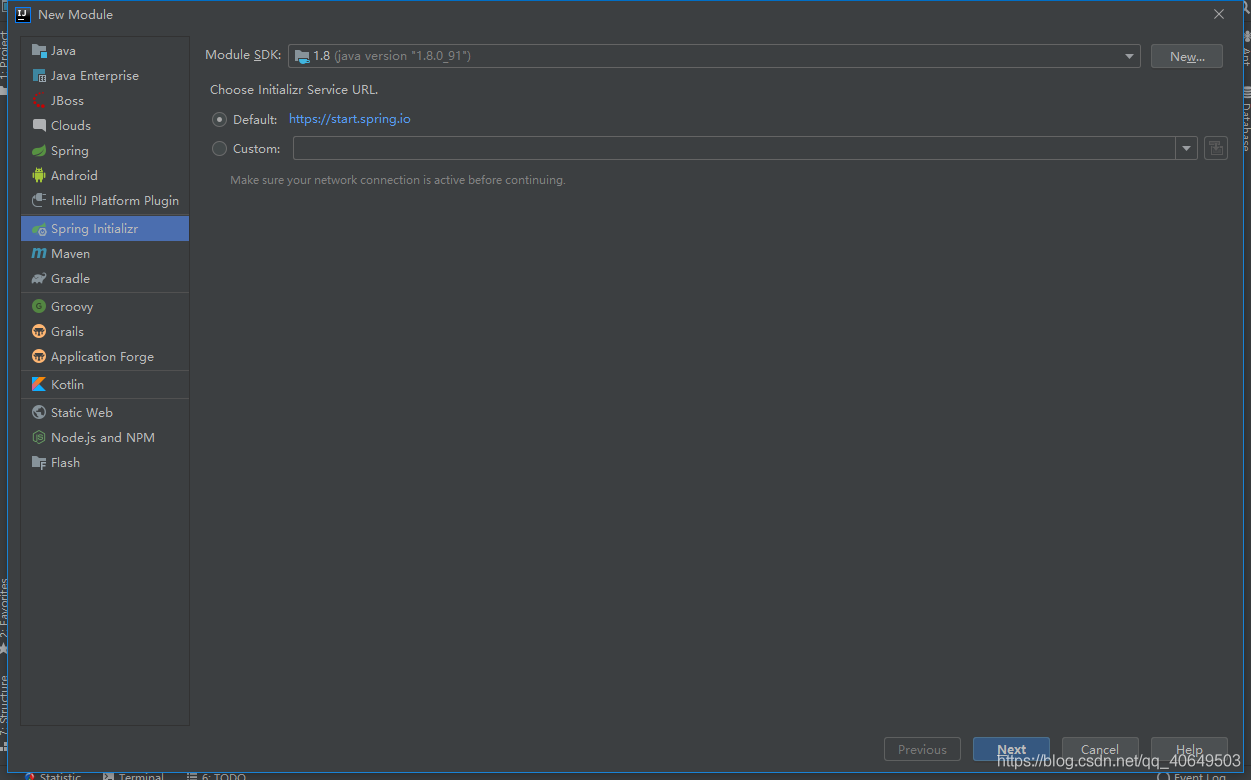 New Module
Java
Java Enterprise
JBoss
Clouds
Spring
Android
IntelliJ Platform Plugin
Spring Initializr
Maven
Gradle
Groovy
Grails
Application Forge
Kotlin
Static Web
Node.js and NPM
Flash
Module SDK: 1.8 (java version "1.8.0_91") New...
Choose Initializr Service URL.
Default: https://start.spring.io
Custom:
Make sure your network connection is active before continuing.
Previous Next Cancel Help
https://blog.csdn.net/qq_40649503
1: Project
2: Favorites
7: Structure
Ant
Database
Statistic Terminal 6: TODO Event Log